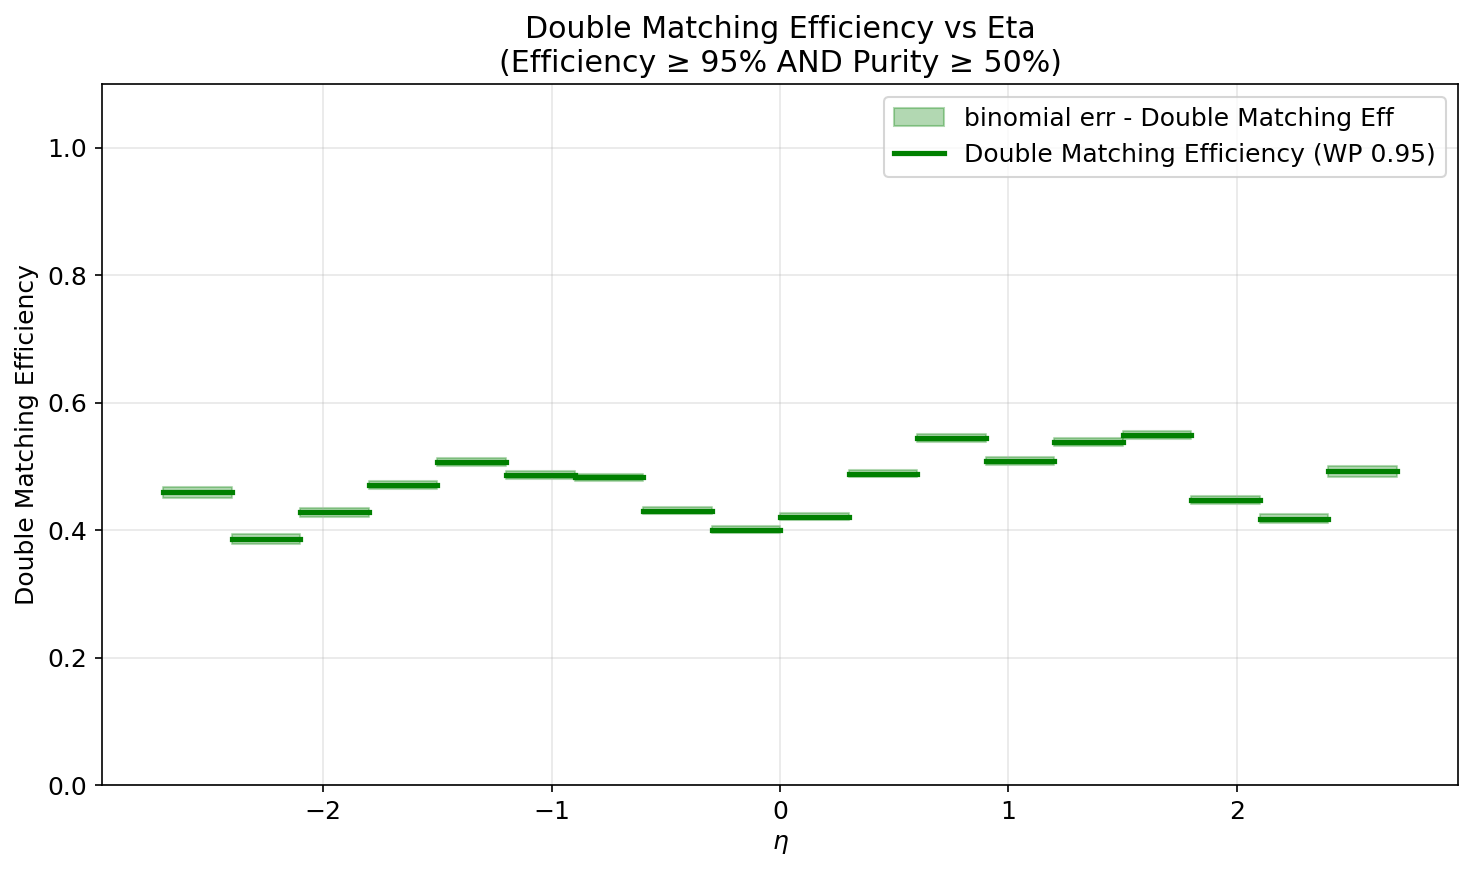 Double Matching Efficiency vs Eta
(Efficiency ≥ 95% AND Purity ≥ 50%)
binomial err - Double Matching Eff
Double Matching Efficiency (WP 0.95)
Double Matching Efficiency
1.0
0.8
0.6
0.4
0.2
0.0
−2
−1
0
1
2
η